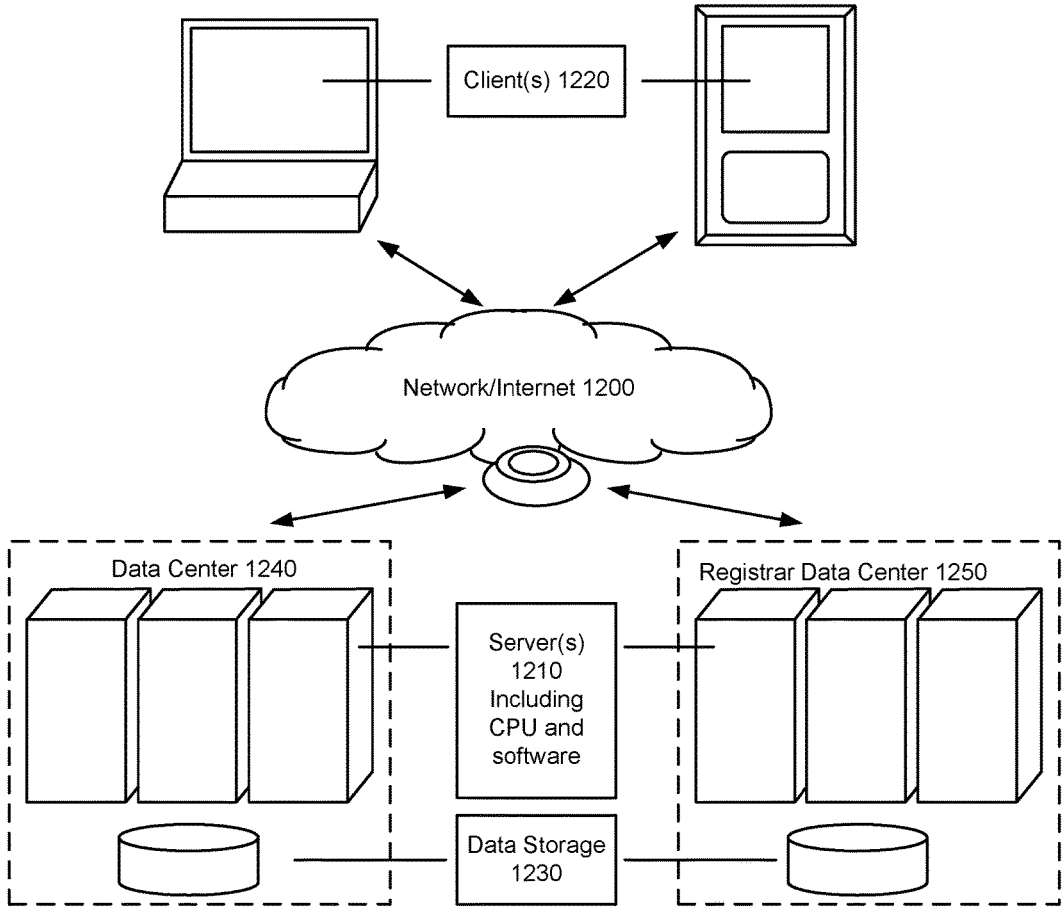 Client(s) 1220
Network/Internet 1200
Data Center 1240
Registrar Data Center 1250
Server(s)
1210
Including
CPU and
software
Data Storage
1230